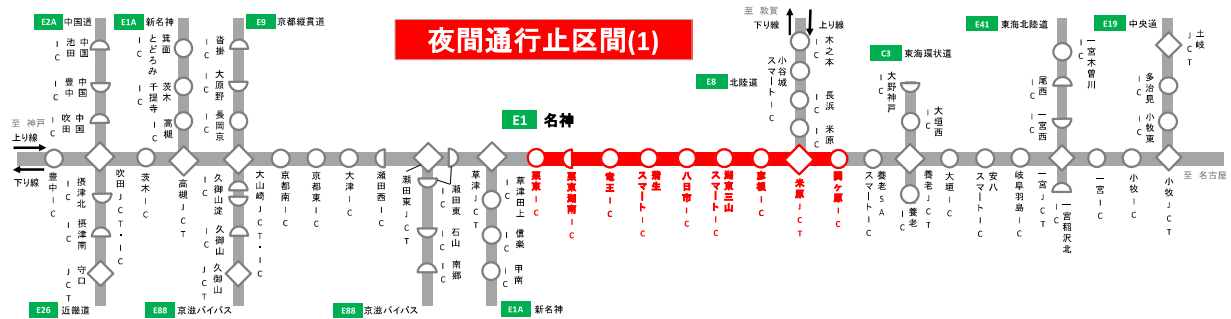 夜間通行止区間(1)
E2A 中国道
中国池田IC
中国豊中IC
中国吹田IC
E1A 新名神
箕面とどろみIC
茨木千提寺IC
高槻IC
E9 京都縦貫道
沓掛IC
大原野IC
長岡京IC
至 神戸
上り線
下り線
E1 名神
至 敦賀
下り線
上り線
木之本IC
小谷城スマートIC
E8 北陸道
長浜IC
米原IC
C3 東海環状道
大野神戸IC
大垣西IC
E41 東海北陸道
一宮木曽川IC
尾西IC
一宮西IC
E19 中央道
土岐JCT
多治見IC
小牧東IC
豊中IC
吹田JCT・IC
茨木IC
高槻JCT
大山崎JCT・IC
京都南IC
京都東IC
大津IC
瀬田西IC
瀬田東JCT
瀬田東IC
草津JCT
栗東IC
栗東湖南IC
竜王IC
蒲生スマートIC
八日市IC
湖東三山スマートIC
彦根IC
米原JCT
関ヶ原IC
養老SAスマートIC
養老JCT
大垣IC
安八スマートIC
岐阜羽島IC
一宮JCT
一宮IC
小牧IC
小牧JCT
至 名古屋
摂津北IC
摂津南IC
守口JCT
E26 近畿道
久御山淀IC
久御山IC
久御山JCT
E88 京滋バイパス
石山IC
南郷IC
E88 京滋バイパス
草津田上IC
信楽IC
甲南IC
E1A 新名神
養老IC
一宮稲沢北IC